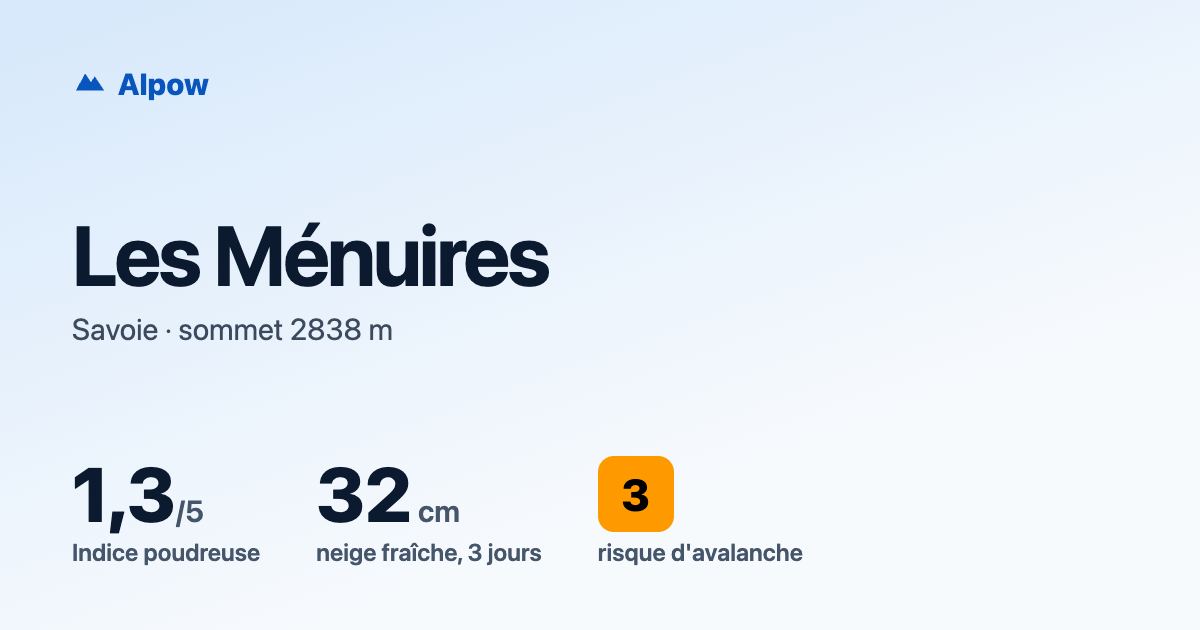 Alpow
Les Ménuires
Savoie · sommet 2838 m
1,3/5
Indice poudreuse
32 cm
neige fraîche, 3 jours
3
risque d'avalanche